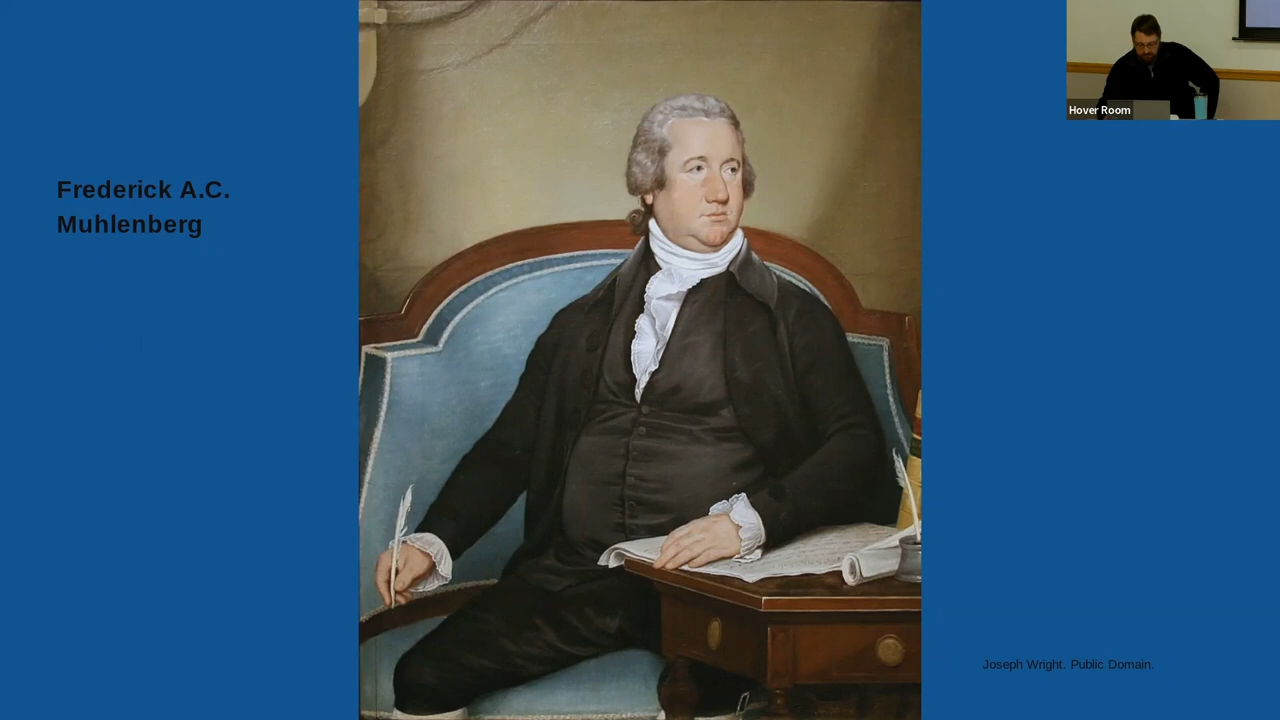 Frederick A.C.
Muhlenberg
Hover Room
Joseph Wright. Public Domain.